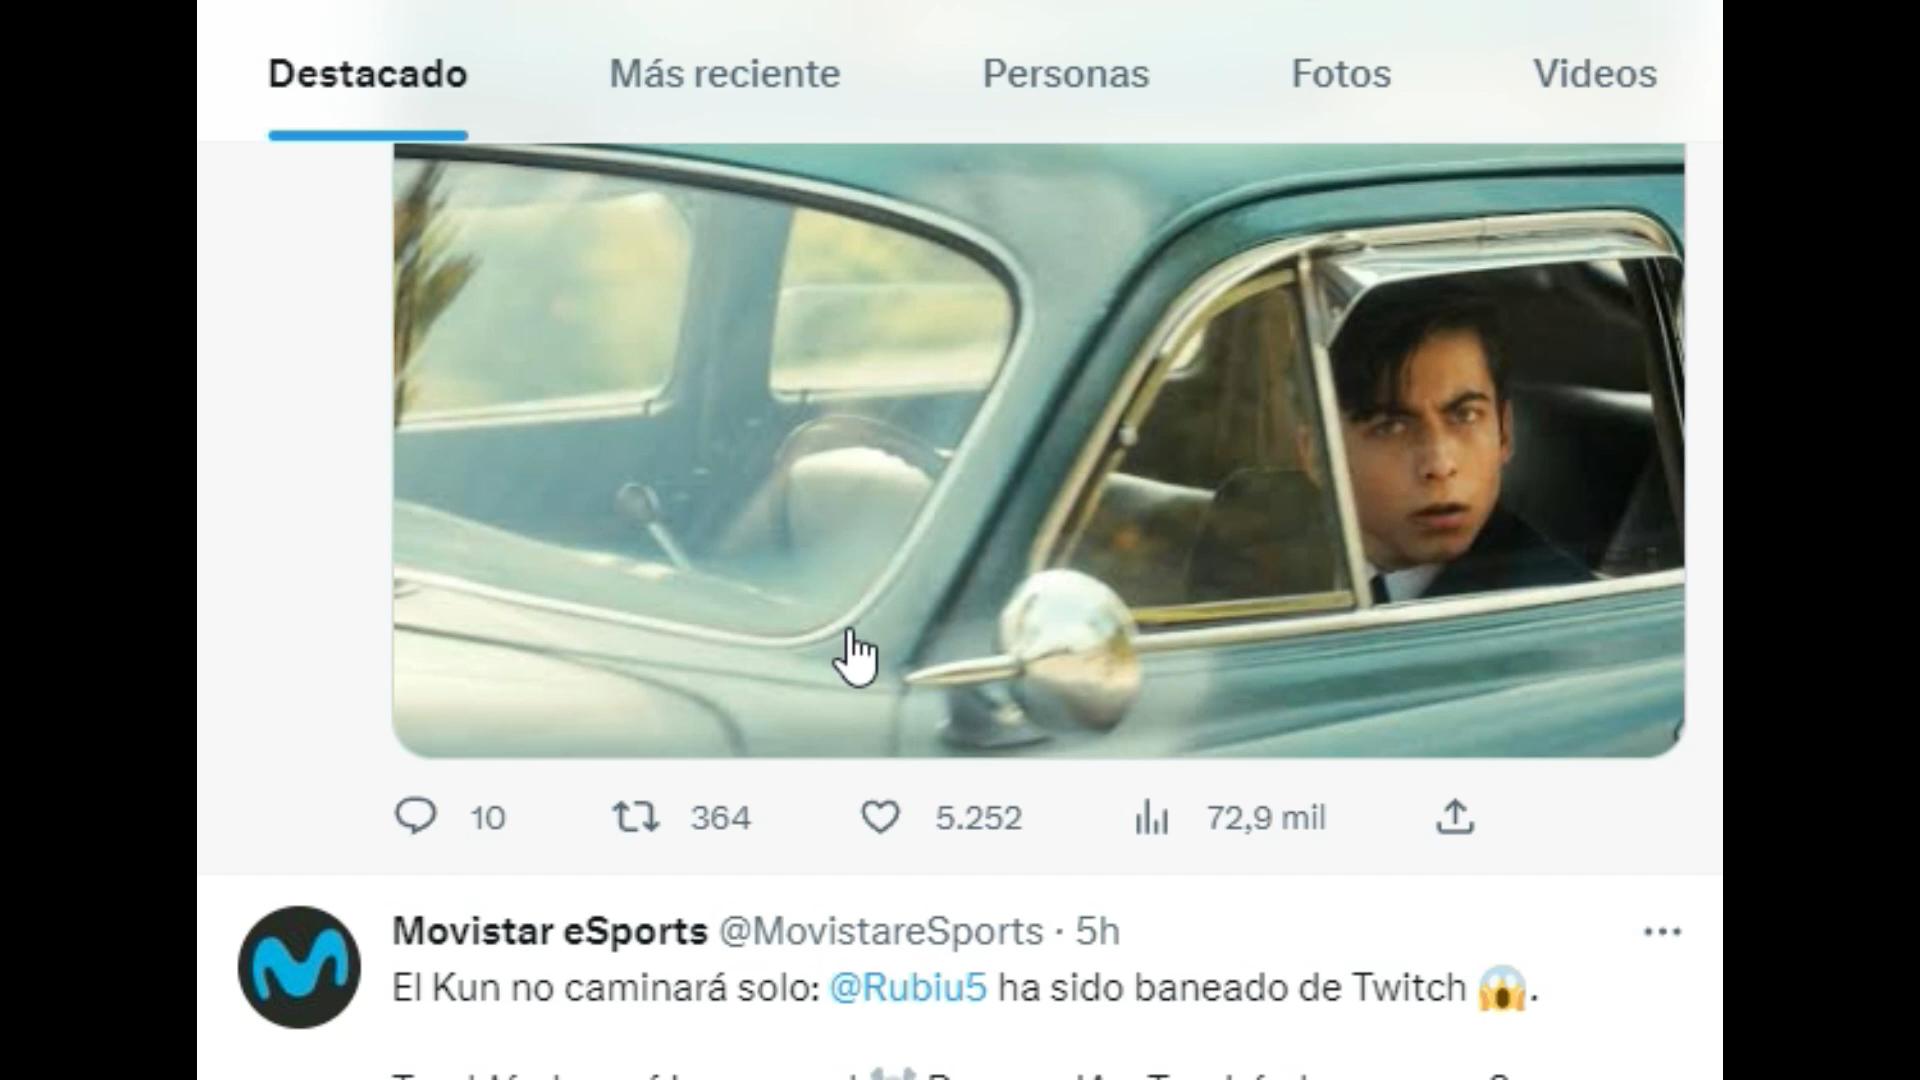 Destacado Más reciente Personas Fotos Videos
10 364 5.252 72,9 mil
Movistar eSports @MovistareSports · 5h
El Kun no caminará solo: @Rubiu5 ha sido baneado de Twitch 😱.